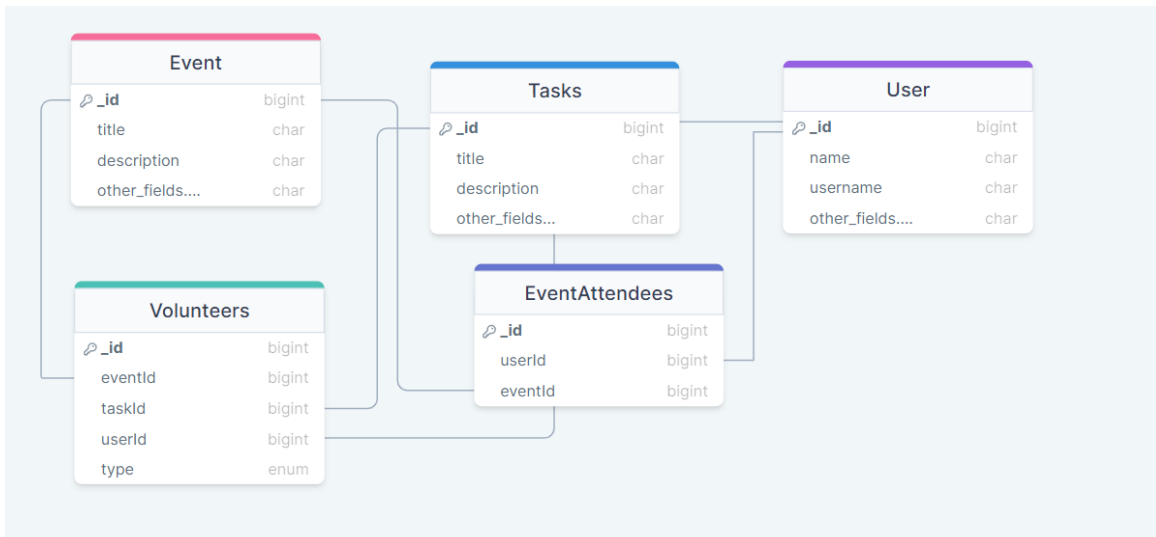 Event
_id bigint
title char
description char
other_fields.... char
Tasks
_id bigint
title char
description char
other_fields... char
User
_id bigint
name char
username char
other_fields.... char
Volunteers
_id bigint
eventId bigint
taskId bigint
userId bigint
type enum
EventAttendees
_id bigint
userId bigint
eventId bigint